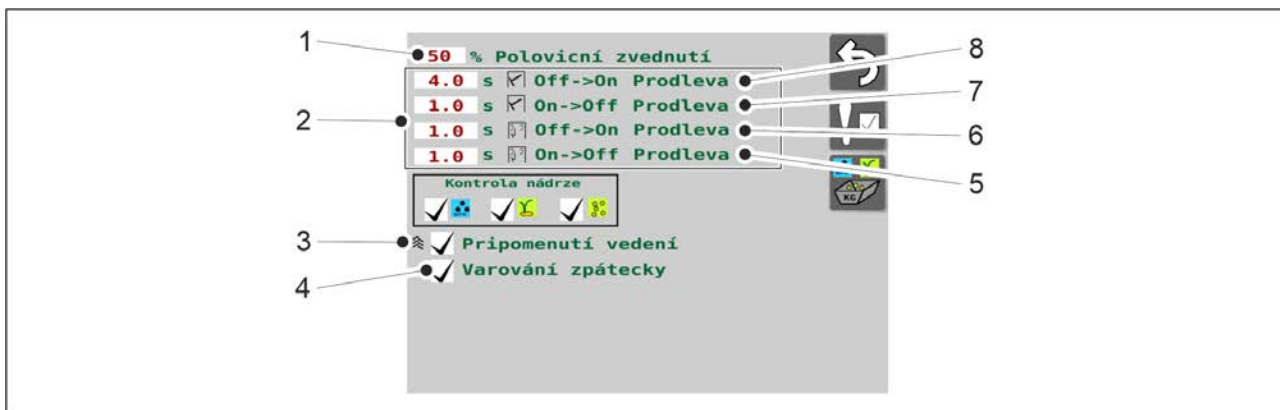 1
50 % Polovicní zvednutí
8
4.0 s Off->On Prodleva
7
1.0 s On->Off Prodleva
2
1.0 s Off->On Prodleva
6
1.0 s On->Off Prodleva
5
KG
Kontrola nádrze
3
Pripomenutí vedení
Varování zpátecky
4